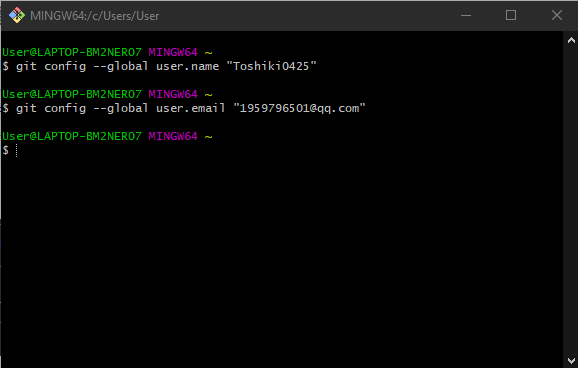 MINGW64:/c/Users/User
User@LAPTOP-BM2NERO7 MINGW64 ~
$ git config --global user.name "Toshiki0425"
User@LAPTOP-BM2NERO7 MINGW64 ~
$ git config --global user.email "1959796501@qq.com"
User@LAPTOP-BM2NERO7 MINGW64 ~
$